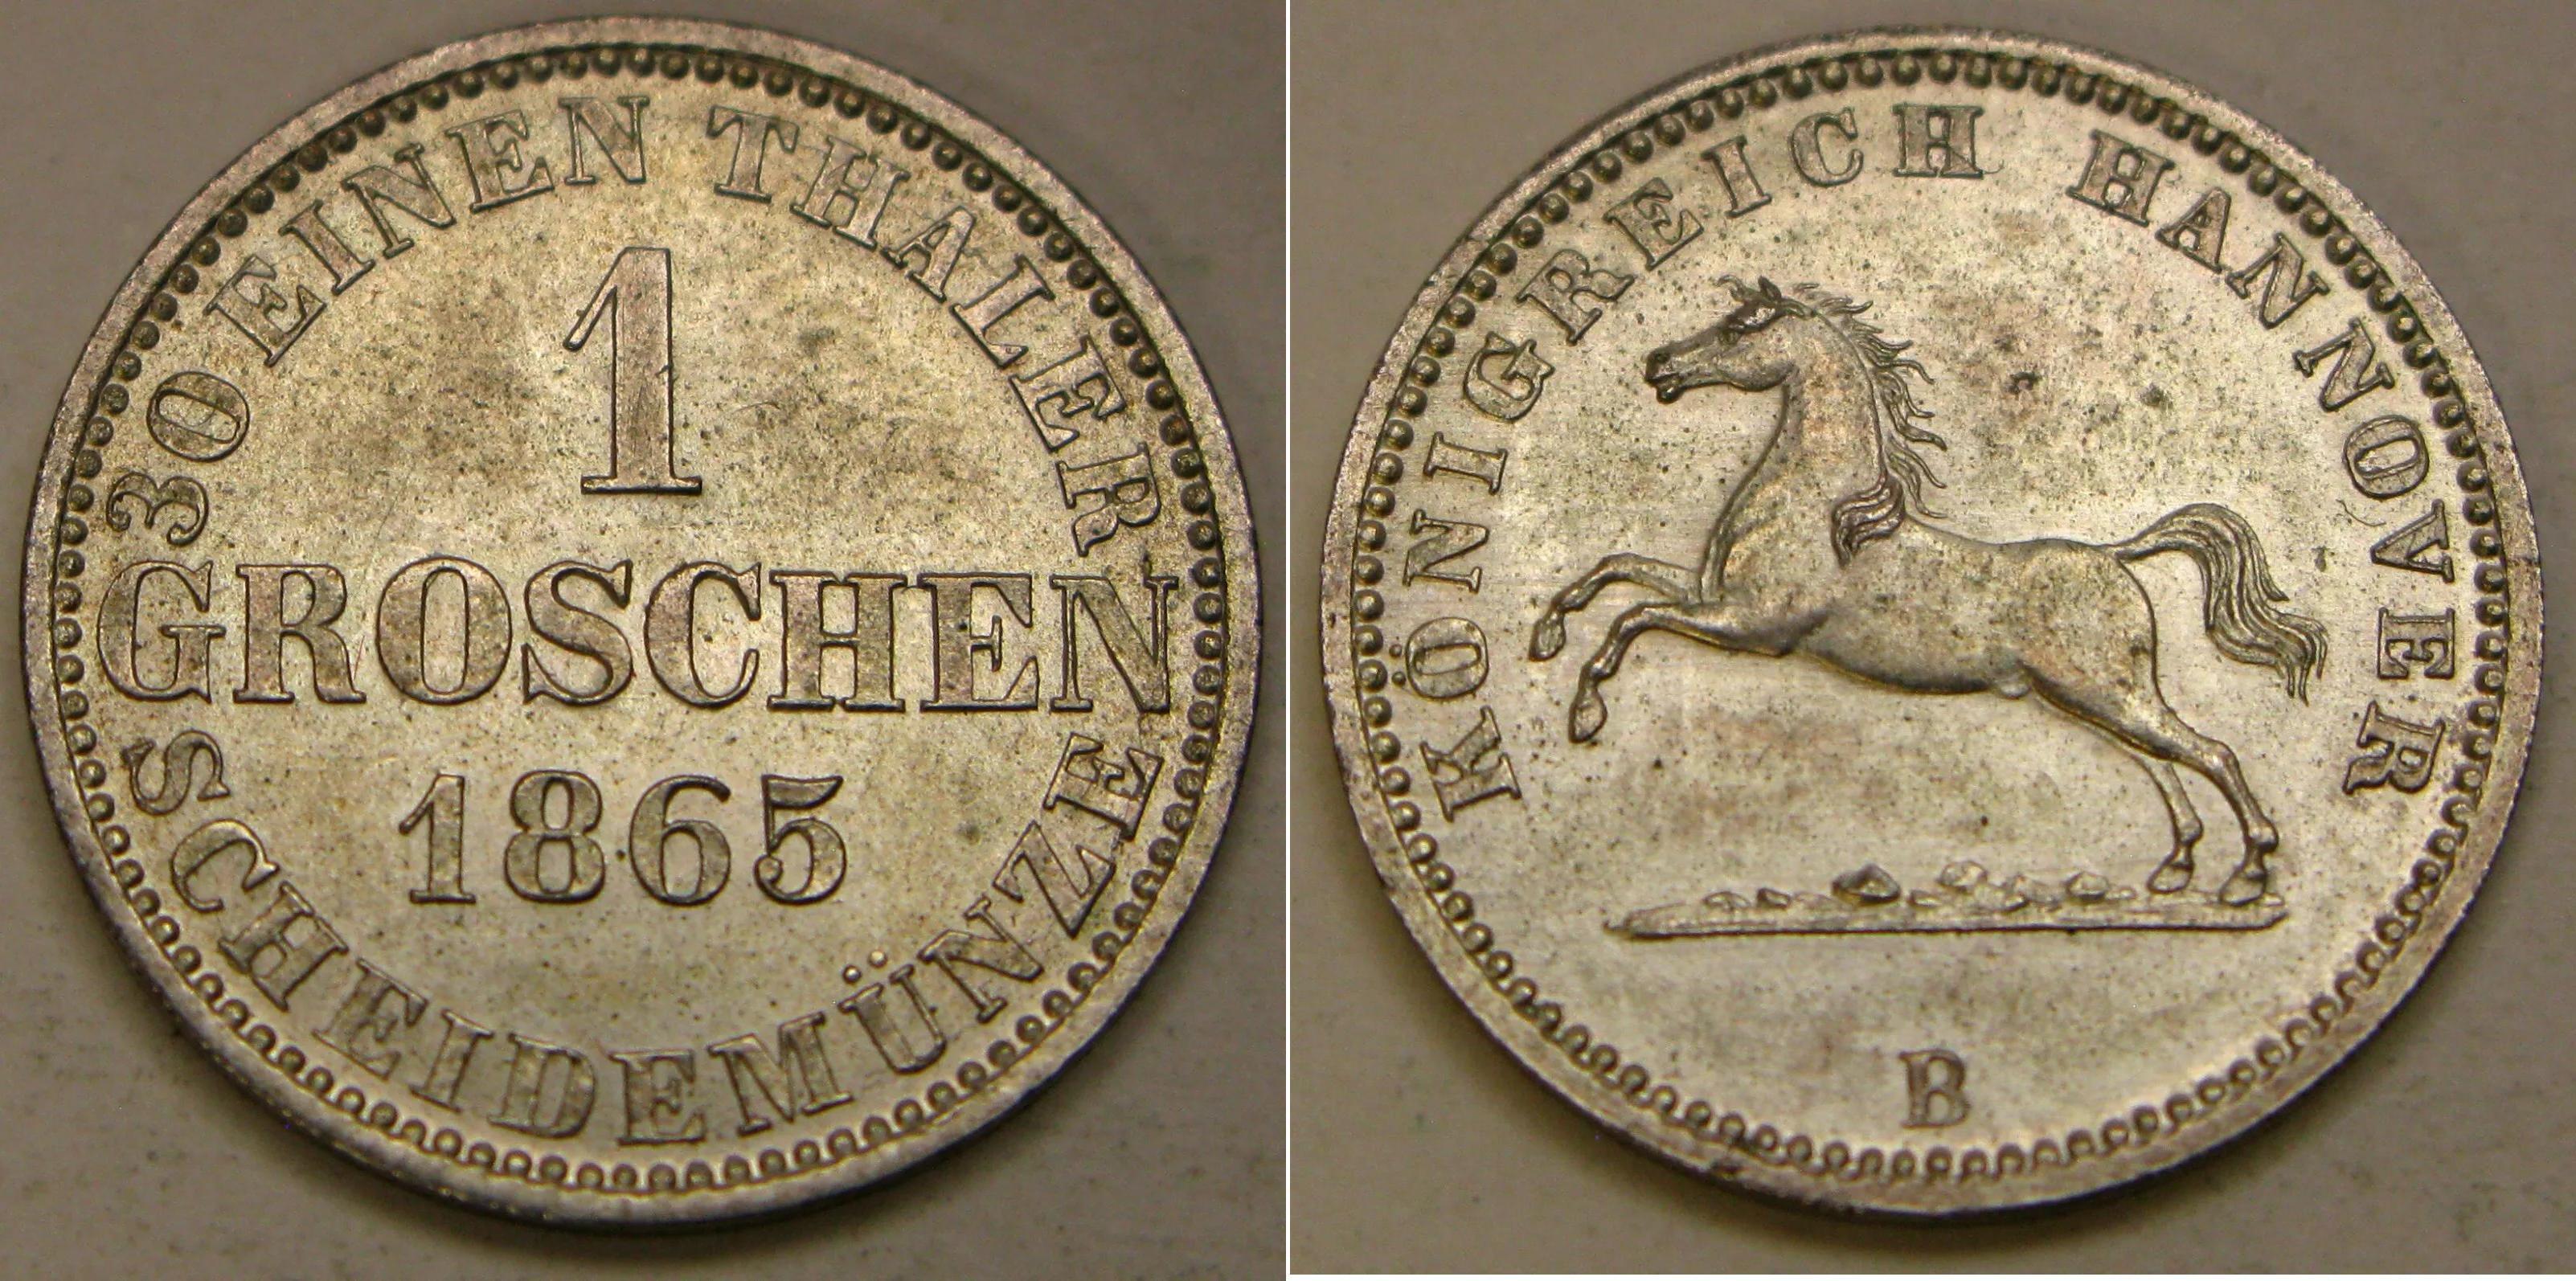 30 EINEN THALER
1
GROSCHEN
1865
SCHEIDEMÜNZE
KÖNIGREICH HANNOVER
B